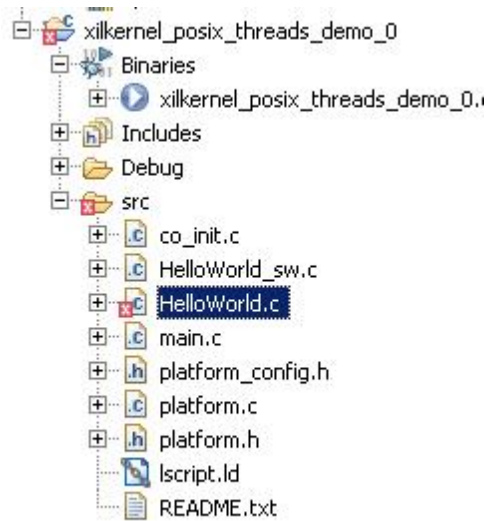 xilkernel_posix_threads_demo_0
Binaries
xilkernel_posix_threads_demo_0.
Includes
Debug
src
co_init.c
HelloWorld_sw.c
HelloWorld.c
main.c
platform_config.h
platform.c
platform.h
lscript.ld
README.txt